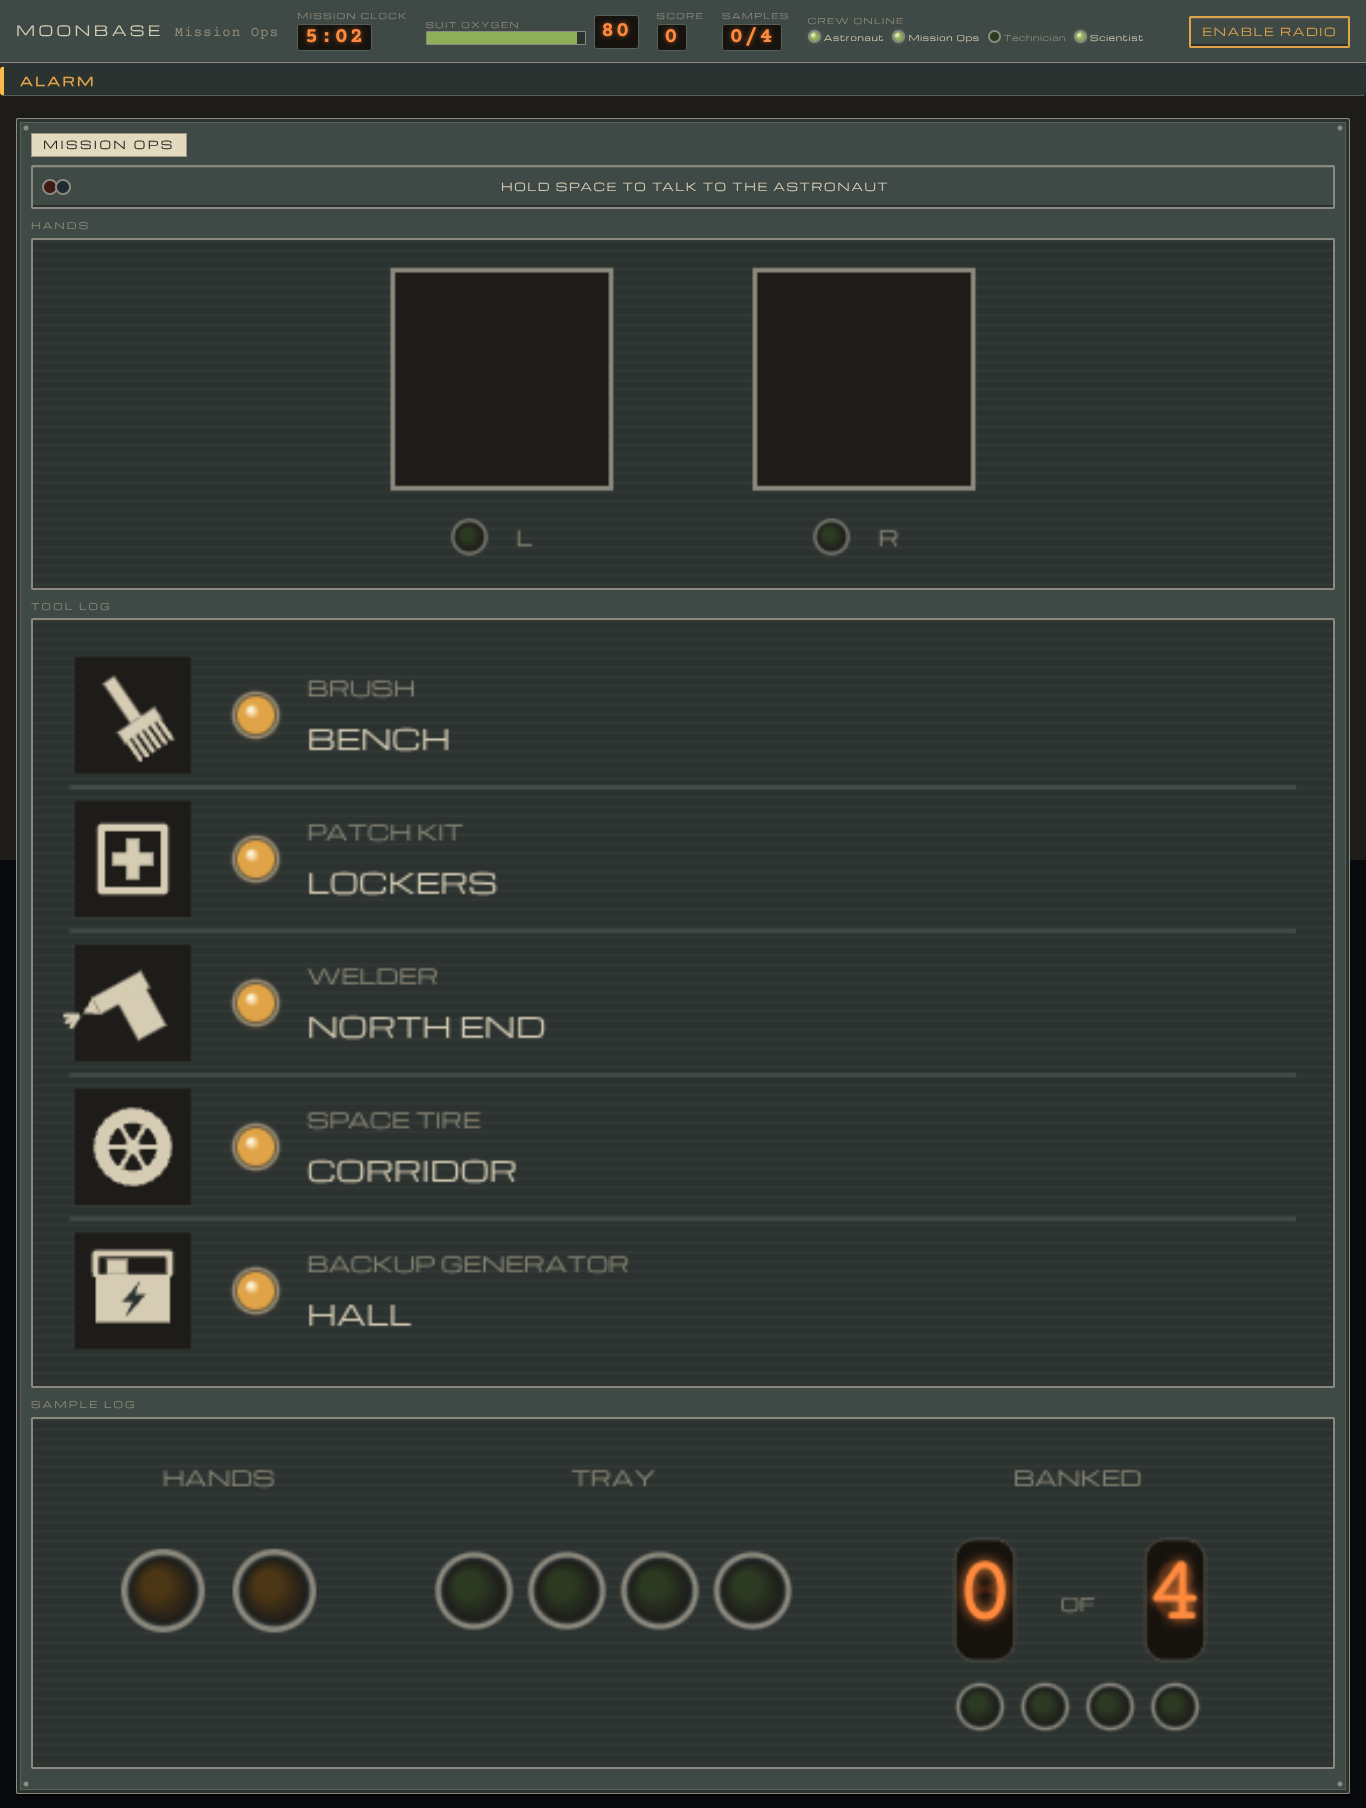 MOONBASE Mission Ops
MISSION CLOCK
5:02
SUIT OXYGEN
80
SCORE
0
SAMPLES
0/4
CREW ONLINE
Astronaut Mission Ops Technician Scientist
ENABLE RADIO
ALARM
MISSION OPS
HOLD SPACE TO TALK TO THE ASTRONAUT
HANDS
L R
TOOL LOG
BRUSH
BENCH
PATCH KIT
LOCKERS
WELDER
NORTH END
SPACE TIRE
CORRIDOR
BACKUP GENERATOR
HALL
SAMPLE LOG
HANDS TRAY BANKED
0 OF 4